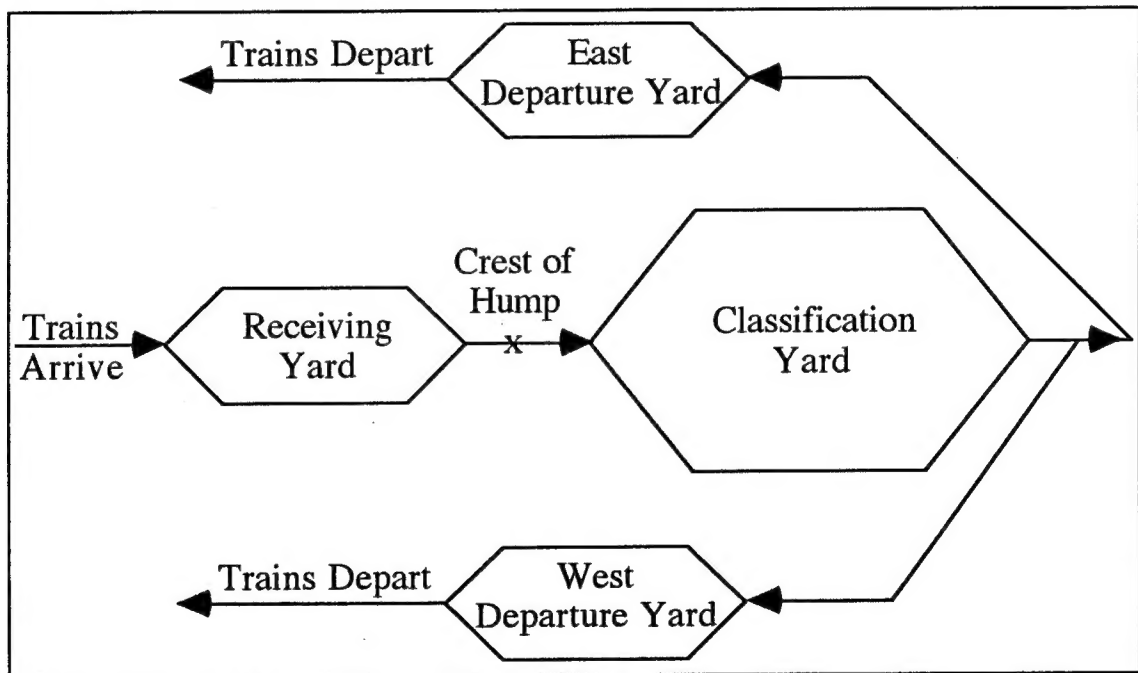 Trains Depart
East
Departure Yard
Crest of
Hump
x
Trains
Arrive
Receiving
Yard
Classification
Yard
Trains Depart
West
Departure Yard